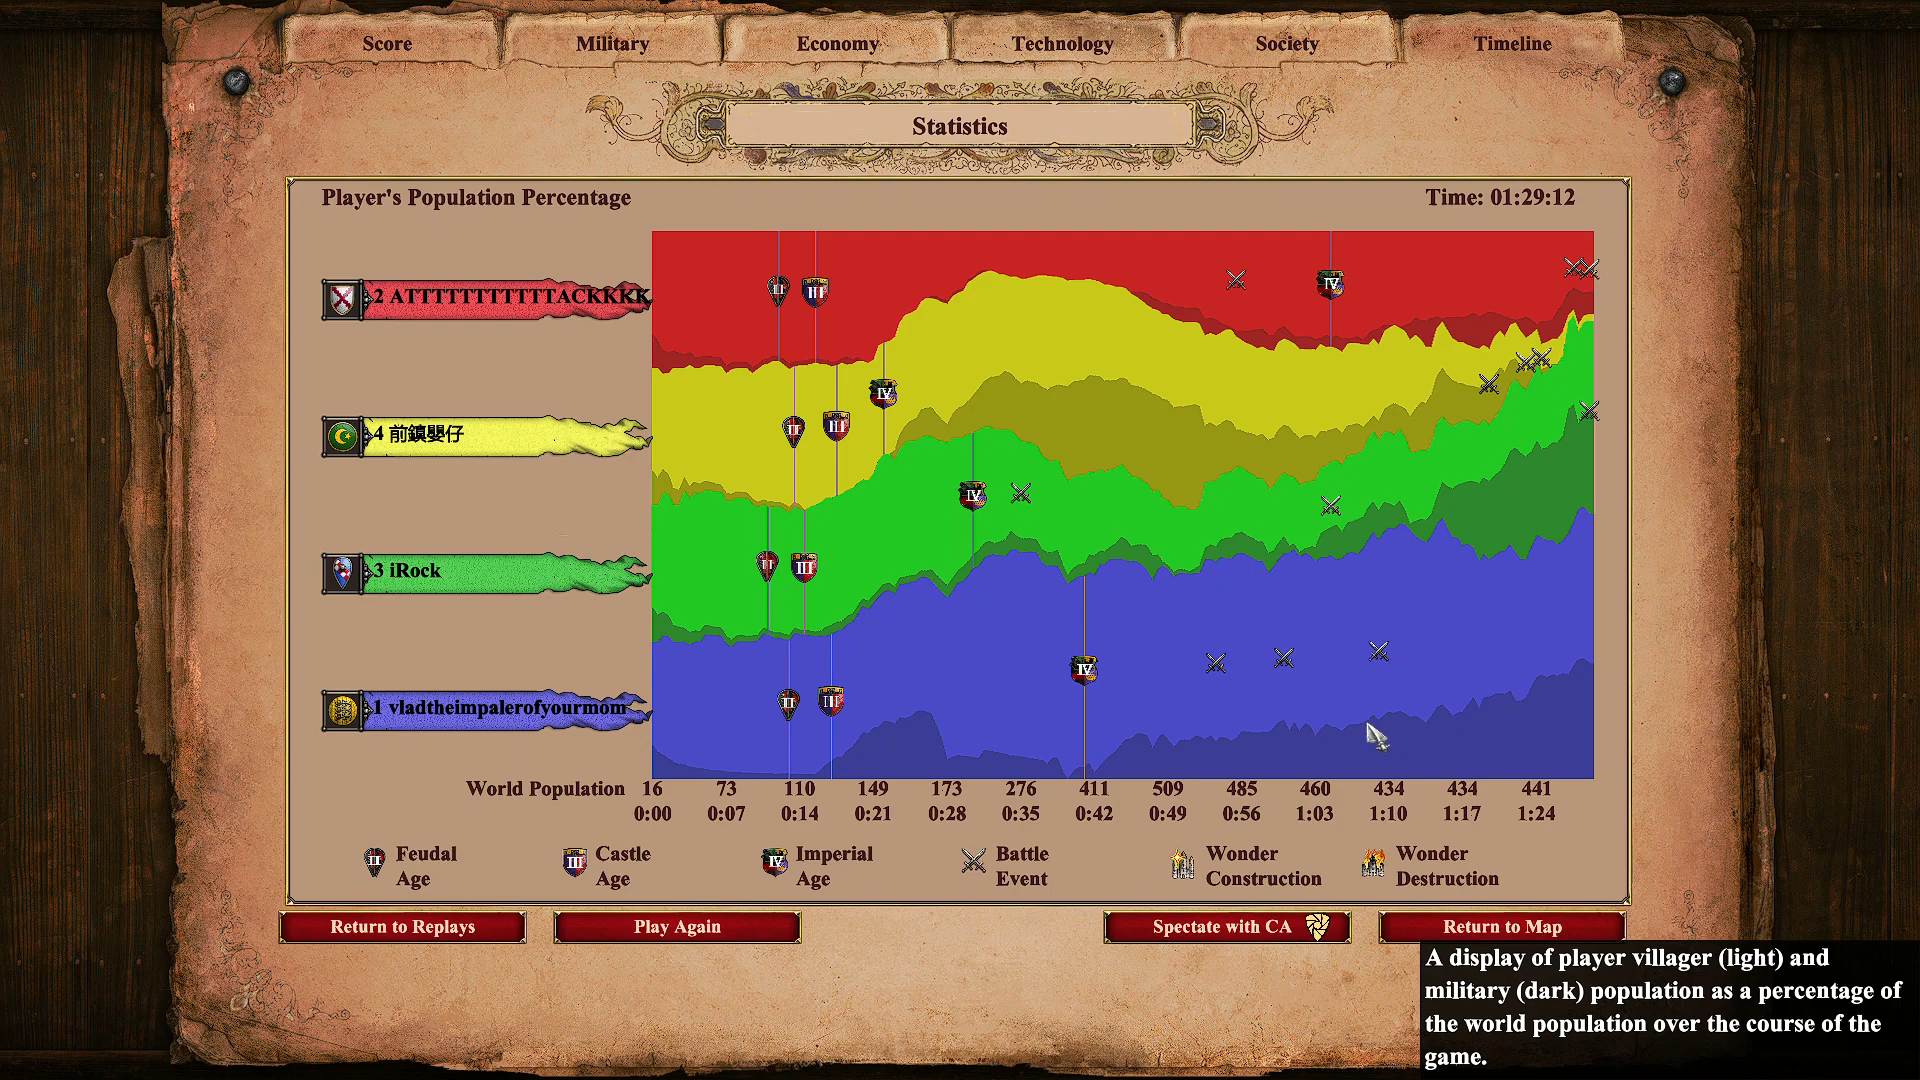 Score Military Economy Technology Society Timeline
Statistics
Player's Population Percentage
Time: 01:29:12
2 ATTTTTTTTTTTACKKKK
4 前鎮嬰仔
3 iRock
1 vladtheimpalerofyourmom
World Population 16 73 110 149 173 276 411 509 485 460 434 434 441
0:00 0:07 0:14 0:21 0:28 0:35 0:42 0:49 0:56 1:03 1:10 1:17 1:24
Feudal
Age
Castle
Age
Imperial
Age
Battle
Event
Wonder
Construction
Wonder
Destruction
Return to Replays
Play Again
Spectate with CA
Return to Map
A display of player villager (light) and
military (dark) population as a percentage of
the world population over the course of the
game.